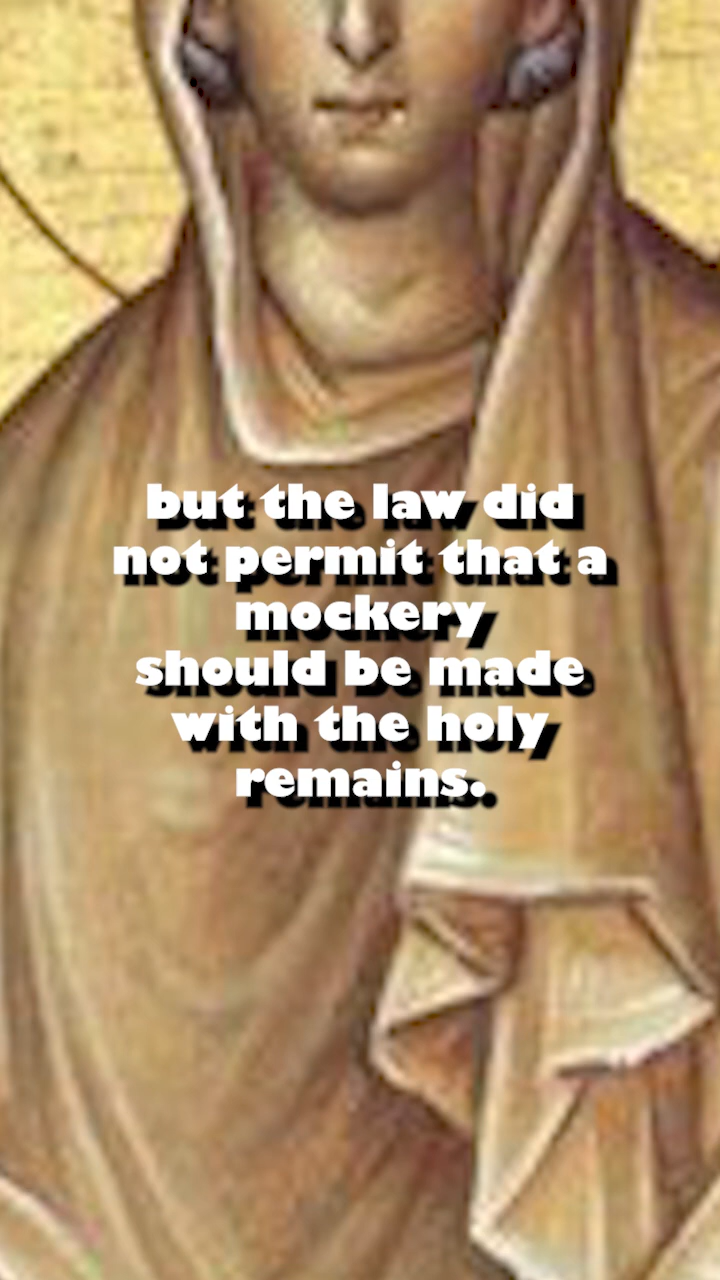 but the law did
not permit that a
mockery
should be made
with the holy
remains.